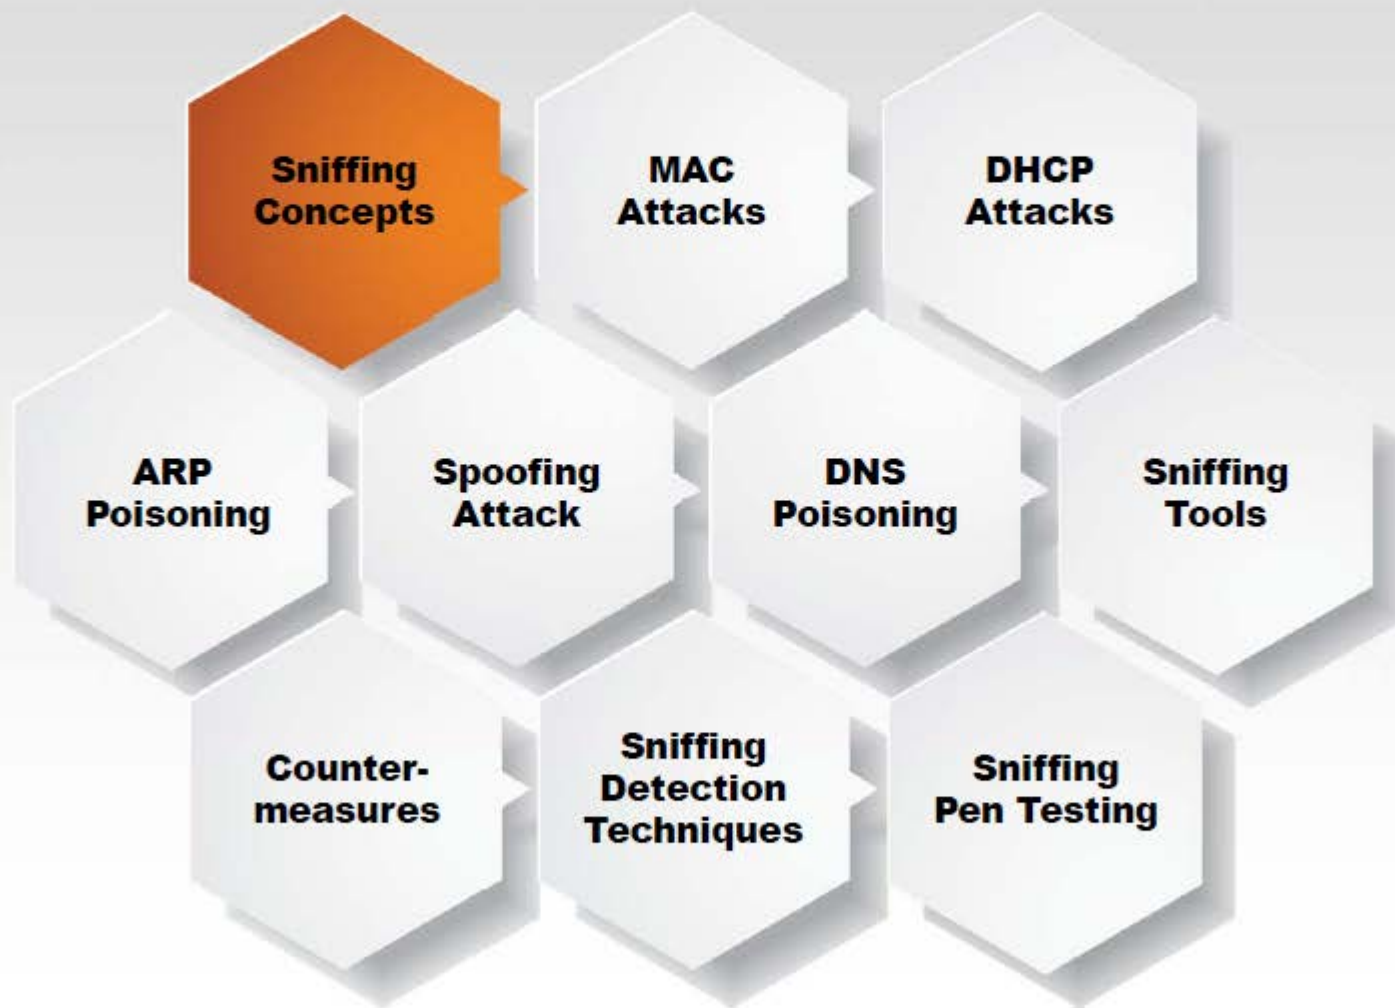 Sniffing
Concepts
MAC
Attacks
DHCP
Attacks
ARP
Poisoning
Spoofing
Attack
DNS
Poisoning
Sniffing
Tools
Counter-
measures
Sniffing
Detection
Techniques
Sniffing
Pen Testing